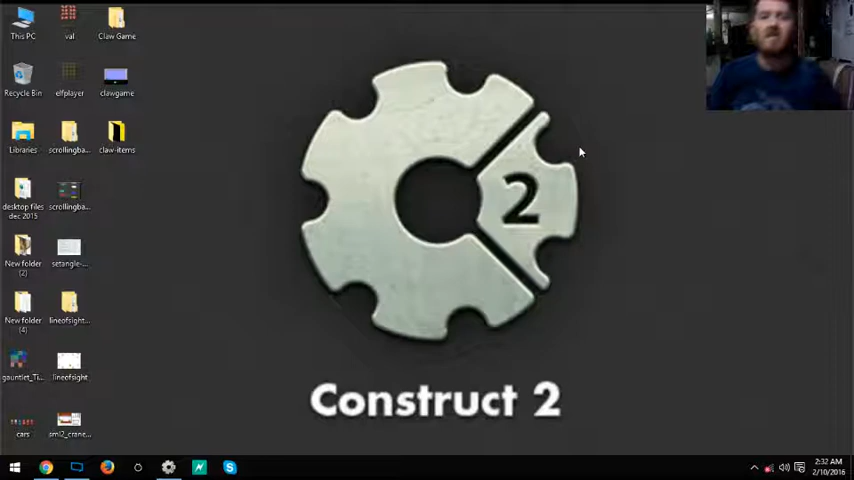 This PC
val
Claw Game
Recycle Bin
elfplayer
clawgame
Libraries
scrollingba...
claw-items
desktop files
dec 2015
scrollingba...
New folder
(2)
setangle-...
New folder
(4)
lineofsight...
gauntlet_Ti...
lineofsight
cars
sml2_crane...
2
Construct 2
2:32 AM
2/10/2016